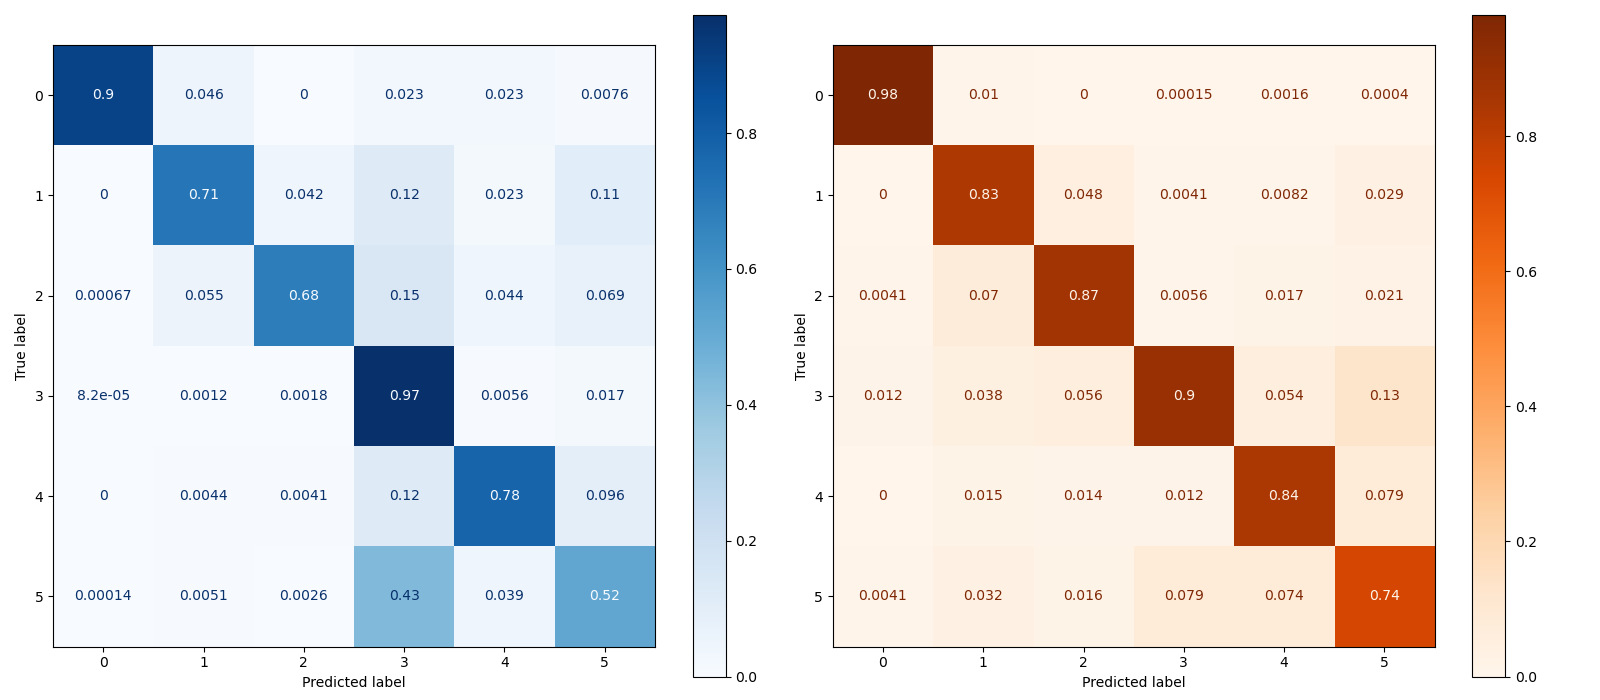 0 0.9 0.046 0 0.023 0.023 0.0076
1 0 0.71 0.042 0.12 0.023 0.11
2 0.00067 0.055 0.68 0.15 0.044 0.069
3 8.2e-05 0.0012 0.0018 0.97 0.0056 0.017
4 0 0.0044 0.0041 0.12 0.78 0.096
5 0.00014 0.0051 0.0026 0.43 0.039 0.52
0 1 2 3 4 5
True label
Predicted label
0.8
0.6
0.4
0.2
0.0
0 0.98 0.01 0 0.00015 0.0016 0.0004
1 0 0.83 0.048 0.0041 0.0082 0.029
2 0.0041 0.07 0.87 0.0056 0.017 0.021
3 0.012 0.038 0.056 0.9 0.054 0.13
4 0 0.015 0.014 0.012 0.84 0.079
5 0.0041 0.032 0.016 0.079 0.074 0.74
0 1 2 3 4 5
True label
Predicted label
0.8
0.6
0.4
0.2
0.0